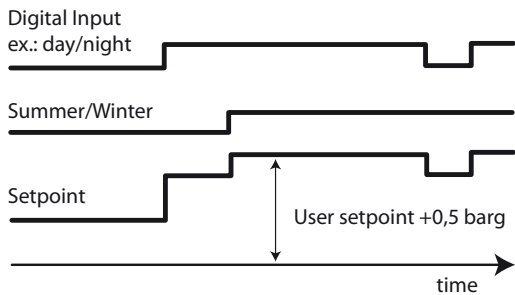 Digital Input
ex.: day/night
Summer/Winter
Setpoint
User setpoint +0,5 barg
time